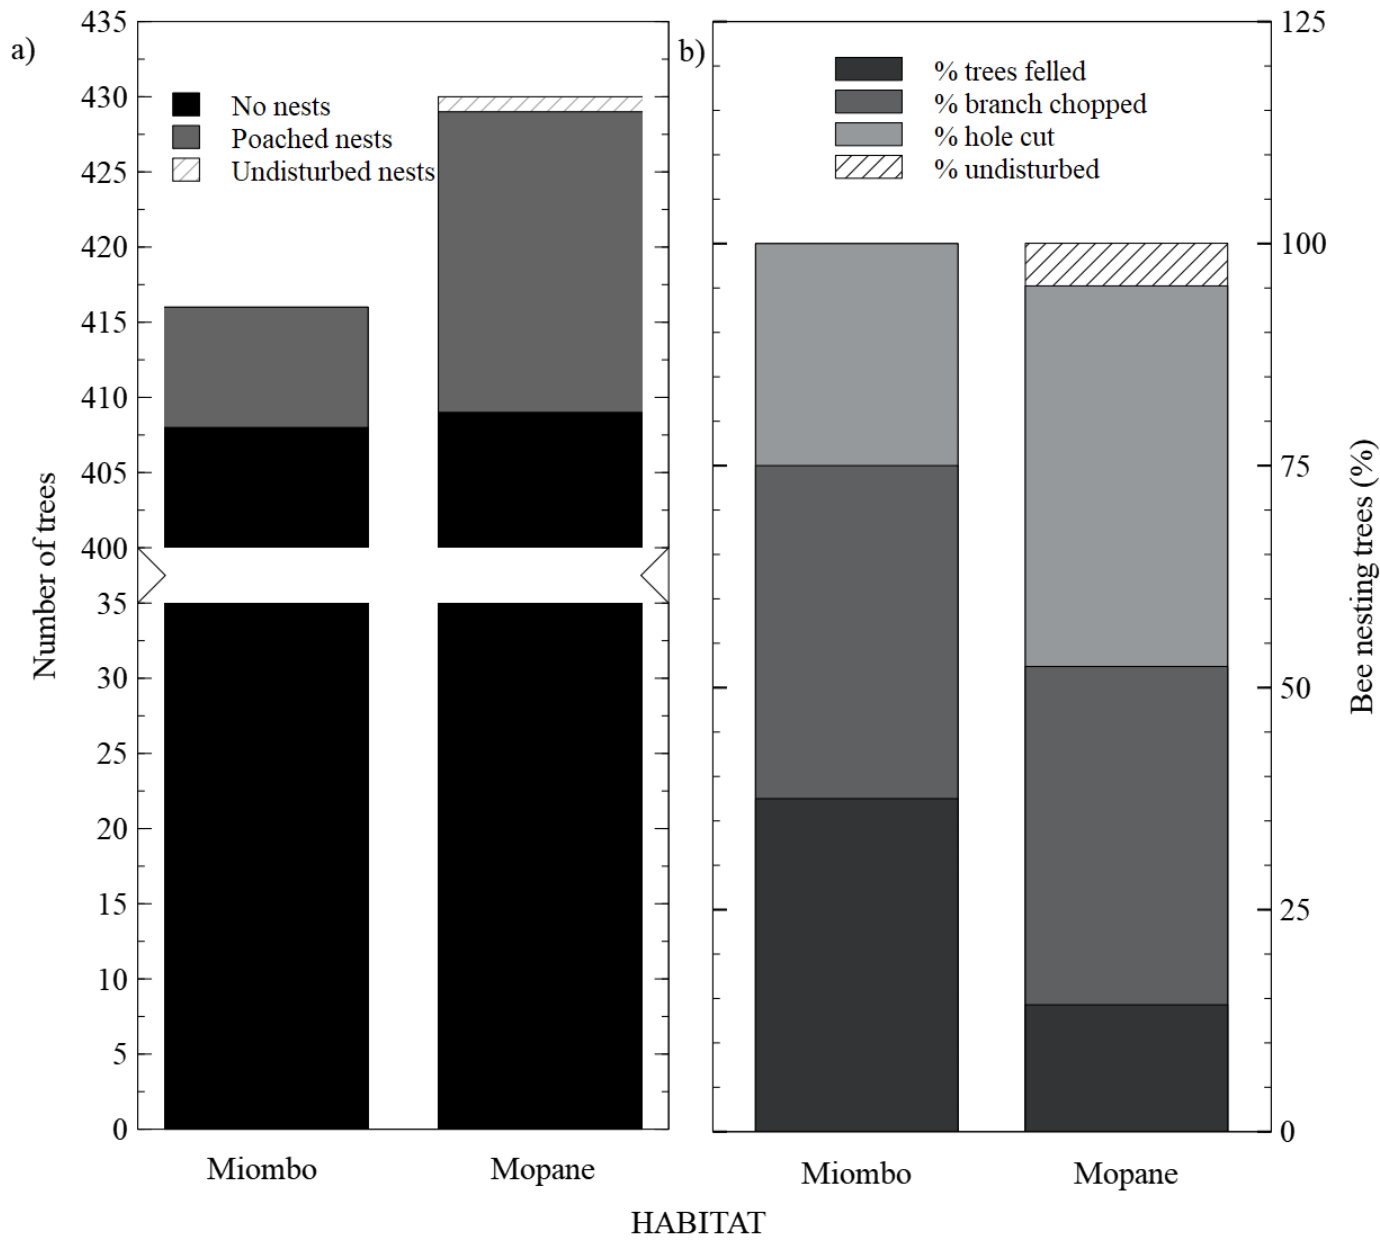 a)
435
430
425
420
415
410
405
400
35
30
25
20
15
10
5
0
Number of trees
No nests
Poached nests
Undisturbed nests
Miombo
Mopane
b)
% trees felled
% branch chopped
% hole cut
% undisturbed
125
100
75
50
25
0
Bee nesting trees (%)
Miombo
Mopane
HABITAT